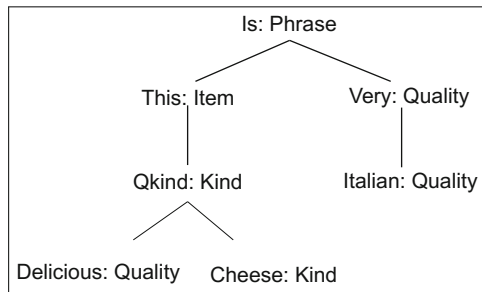 Is: Phrase
This: Item
Very: Quality
Qkind: Kind
Italian: Quality
Delicious: Quality
Cheese: Kind